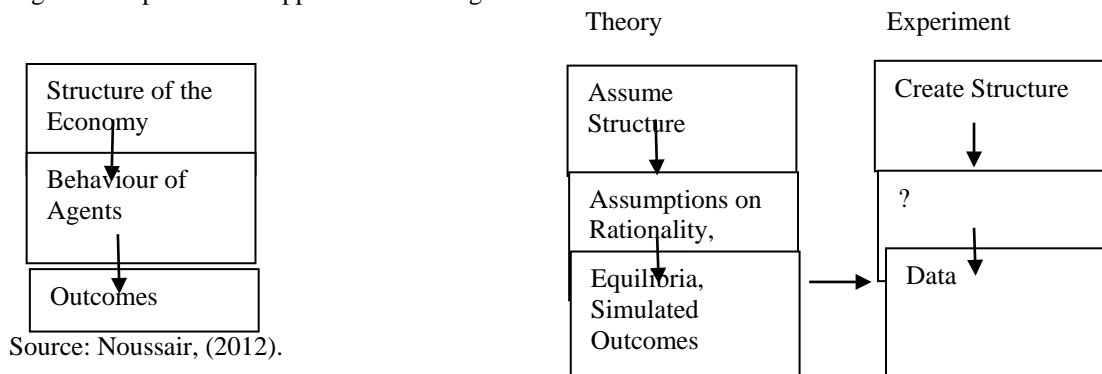 Theory
Experiment
Structure of the
Economy
Behaviour of
Agents
Outcomes
Source: Noussair, (2012).
Assume
Structure
Assumptions on
Rationality,
Equilibria,
Simulated
Outcomes
Create Structure
?
Data